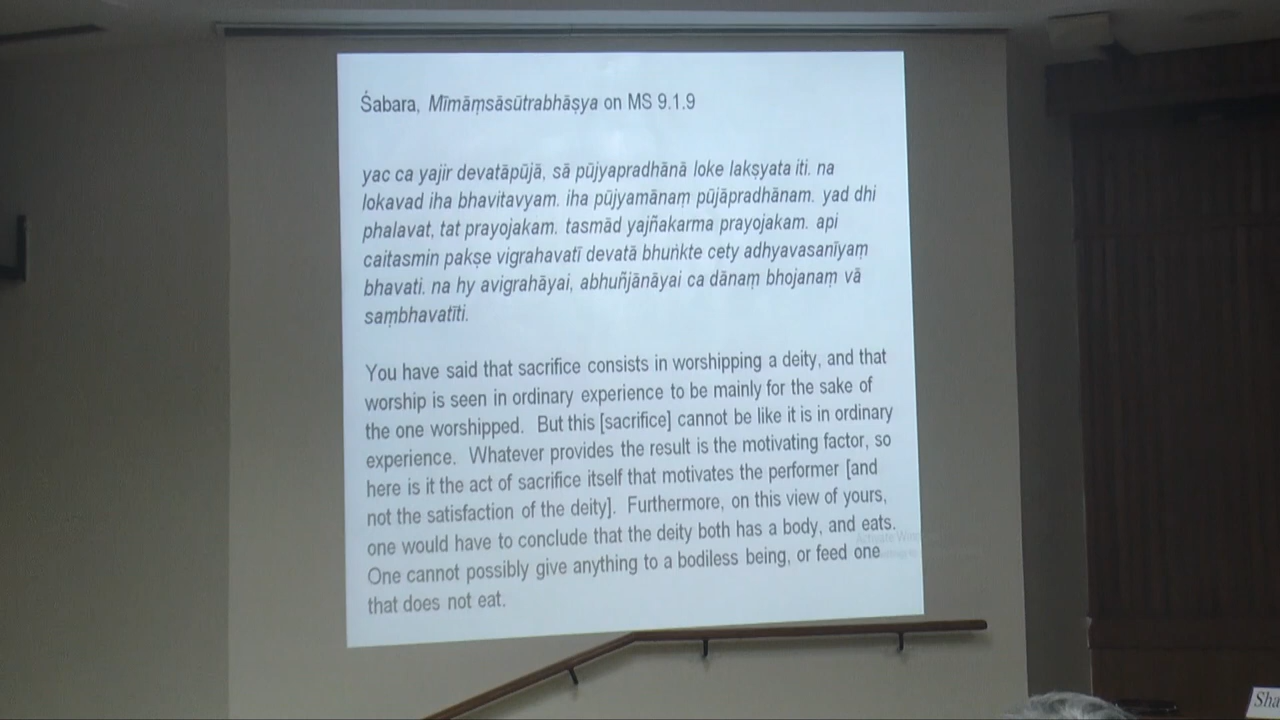 Śabara, Mīmāṃsāsūtrabhāṣya on MS 9.1.9
yac ca yajir devatāpūjā, sā pūjyapradhānā loke lakṣyata iti. na
lokavad iha bhavitavyam. iha pūjyamānaṃ pūjāpradhānam. yad dhi
phalavat, tat prayojakam. tasmād yajñakarma prayojakam. api
caitasmin pakṣe vigrahavatī devatā bhuṅkte cety adhyavasanīyaṃ
bhavati. na hy avigrahāyai, abhuñjānāyai ca dānaṃ bhojanaṃ vā
saṃbhavatīti.
You have said that sacrifice consists in worshipping a deity, and that
worship is seen in ordinary experience to be mainly for the sake of
the one worshipped. But this [sacrifice] cannot be like it is in ordinary
experience. Whatever provides the result is the motivating factor, so
here is it the act of sacrifice itself that motivates the performer [and
not the satisfaction of the deity]. Furthermore, on this view of yours,
one would have to conclude that the deity both has a body, and eats.
One cannot possibly give anything to a bodiless being, or feed one
that does not eat.
Activate
Sha